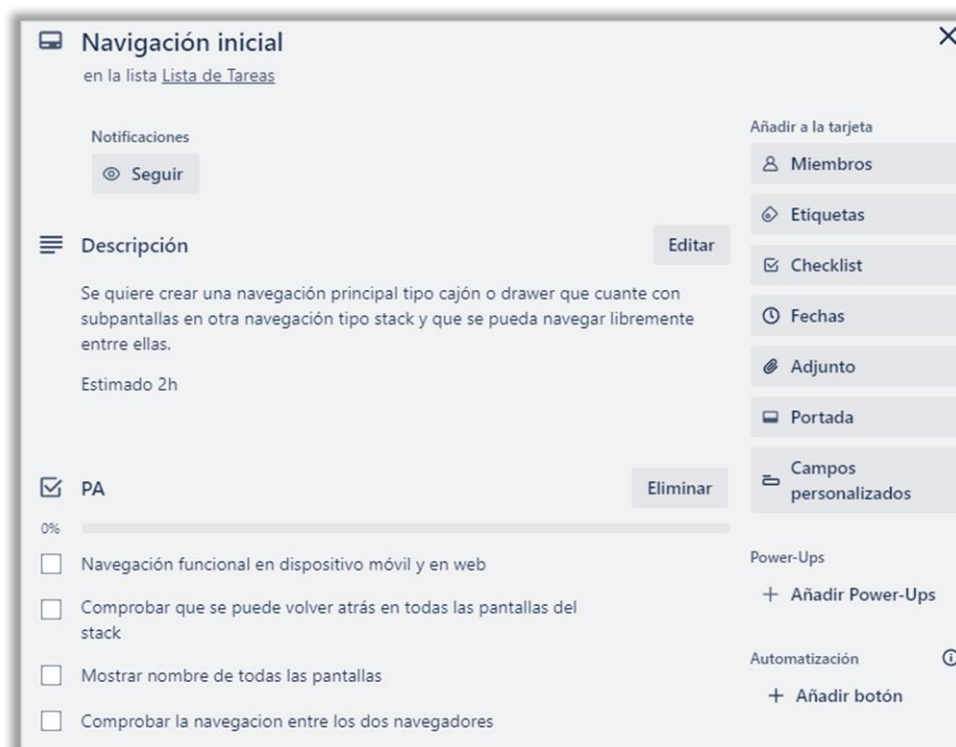 Navigación inicial
en la lista Lista de Tareas
Notificaciones
Seguir
Descripción
Editar
Se quiere crear una navegación principal tipo cajón o drawer que cuante con
subpantallas en otra navegación tipo stack y que se pueda navegar libremente
entrre ellas.
Estimado 2h
PA
Eliminar
0%
Navegación funcional en dispositivo móvil y en web
Comprobar que se puede volver atrás en todas las pantallas del
stack
Mostrar nombre de todas las pantallas
Comprobar la navegacion entre los dos navegadores
Añadir a la tarjeta
Miembros
Etiquetas
Checklist
Fechas
Adjunto
Portada
Campos
personalizados
Power-Ups
+ Añadir Power-Ups
Automatización
+ Añadir botón